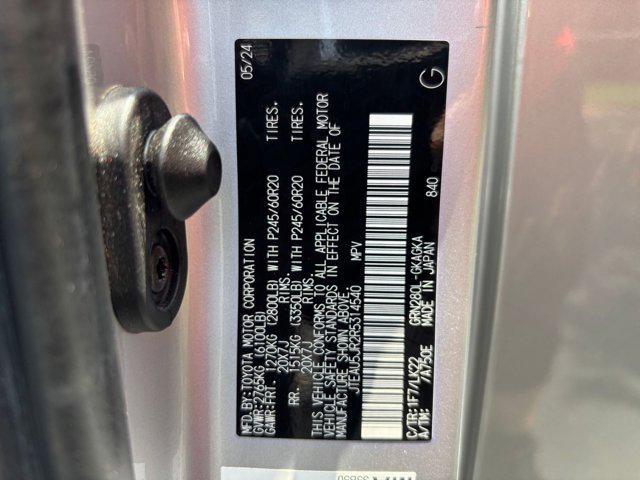 MFD.BY:TOYOTA MOTOR CORPORATION 05/24
GVWR:2765KG(6100LB)
GAWR:FRT. 1270KG(2800LB) WITH P245/60R20 TIRES.
20X7J RIMS.
RR. 1525KG(3350LB) WITH P245/60R20 TIRES.
20X7J RIMS.
THIS VEHICLE CONFORMS TO ALL APPLICABLE FEDERAL MOTOR
VEHICLE SAFETY STANDARDS IN EFFECT ON THE DATE OF
MANUFACTURE SHOWN ABOVE.
JTEAU5JR2R5314540 MPV
840
C/TR:1F7/LK22 GRN280L-GKAGKA
A/TM: /A750E MADE IN JAPAN
G